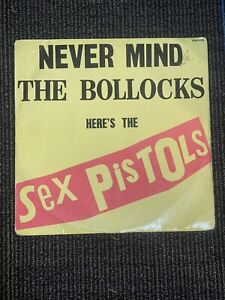 NEVER MIND
THE BOLLOCKS
HERE'S THE
Sex PisTOLs